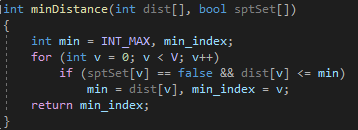 int minDistance(int dist[], bool sptSet[])
{
    int min = INT_MAX, min_index;
    for (int v = 0; v < V; v++)
        if (sptSet[v] == false && dist[v] <= min)
            min = dist[v], min_index = v;
    return min_index;
}